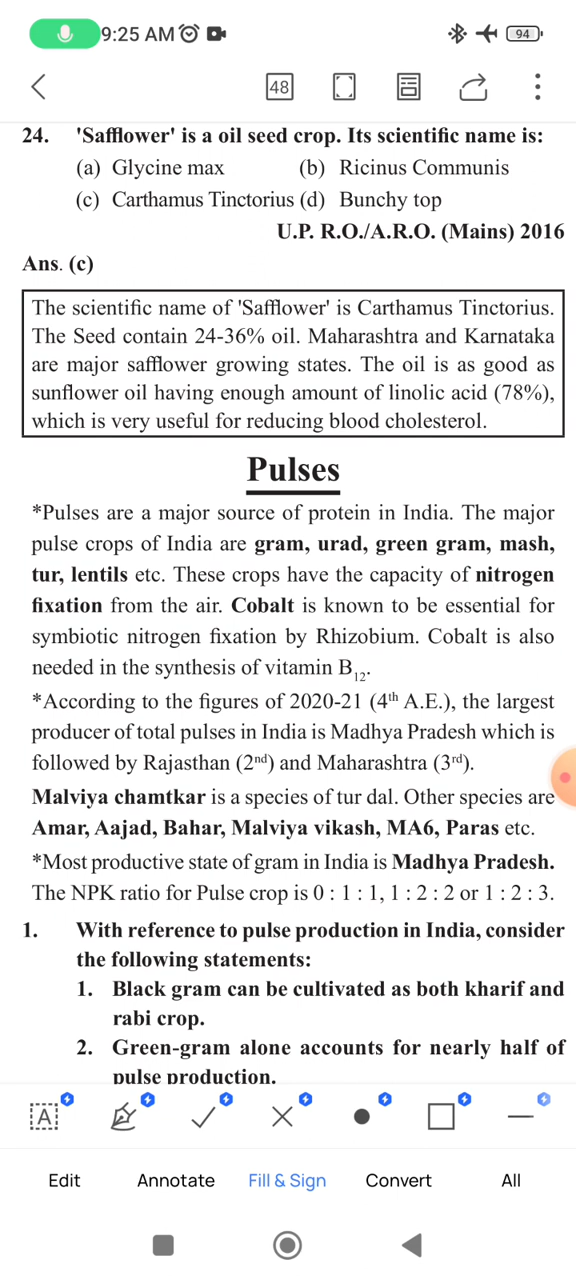 9:25 AM
94
48
24. 'Safflower' is a oil seed crop. Its scientific name is:
(a) Glycine max (b) Ricinus Communis
(c) Carthamus Tinctorius (d) Bunchy top
U.P. R.O./A.R.O. (Mains) 2016
Ans. (c)
The scientific name of 'Safflower' is Carthamus Tinctorius.
The Seed contain 24-36% oil. Maharashtra and Karnataka
are major safflower growing states. The oil is as good as
sunflower oil having enough amount of linolic acid (78%),
which is very useful for reducing blood cholesterol.
Pulses
*Pulses are a major source of protein in India. The major
pulse crops of India are gram, urad, green gram, mash,
tur, lentils etc. These crops have the capacity of nitrogen
fixation from the air. Cobalt is known to be essential for
symbiotic nitrogen fixation by Rhizobium. Cobalt is also
needed in the synthesis of vitamin B12.
*According to the figures of 2020-21 (4th A.E.), the largest
producer of total pulses in India is Madhya Pradesh which is
followed by Rajasthan (2nd) and Maharashtra (3rd).
Malviya chamtkar is a species of tur dal. Other species are
Amar, Aajad, Bahar, Malviya vikash, MA6, Paras etc.
*Most productive state of gram in India is Madhya Pradesh.
The NPK ratio for Pulse crop is 0 : 1 : 1, 1 : 2 : 2 or 1 : 2 : 3.
1. With reference to pulse production in India, consider
the following statements:
1. Black gram can be cultivated as both kharif and
rabi crop.
2. Green-gram alone accounts for nearly half of
pulse production.
A
Edit Annotate Fill & Sign Convert All